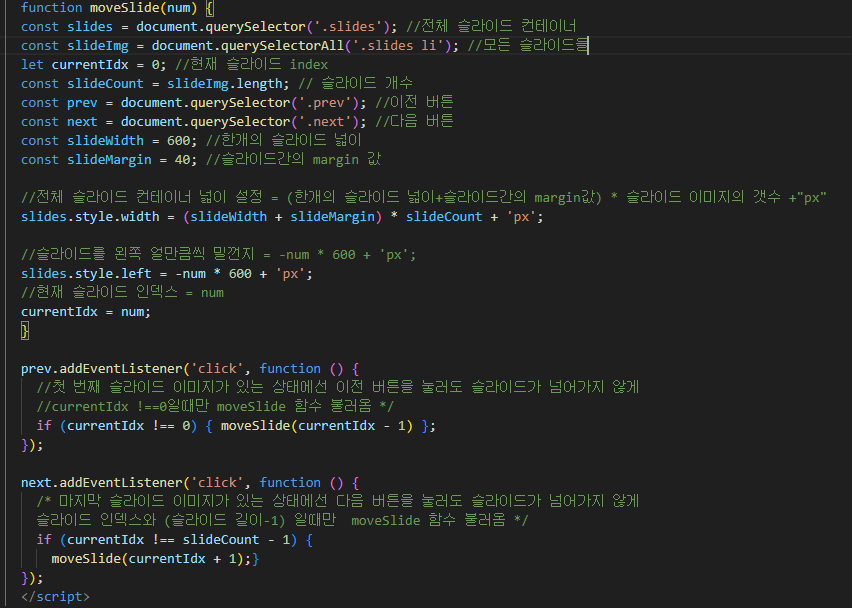 function moveSlide(num) {
const slides = document.querySelector('.slides'); //전체 슬라이드 컨테이너
const slideImg = document.querySelectorAll('.slides li'); //모든 슬라이드들
let currentIdx = 0; //현재 슬라이드 index
const slideCount = slideImg.length; // 슬라이드 개수
const prev = document.querySelector('.prev'); //이전 버튼
const next = document.querySelector('.next'); //다음 버튼
const slideWidth = 600; //한개의 슬라이드 넓이
const slideMargin = 40; //슬라이드간의 margin 값
//전체 슬라이드 컨테이너 넓이 설정 = (한개의 슬라이드 넓이+슬라이드간의 margin값) * 슬라이드 이미지의 갯수 +"px"
slides.style.width = (slideWidth + slideMargin) * slideCount + 'px';
//슬라이드를 왼쪽 얼만큼씩 밀껀지 = -num * 600 + 'px';
slides.style.left = -num * 600 + 'px';
//현재 슬라이드 인덱스 = num
currentIdx = num;
}
prev.addEventListener('click', function () {
//첫 번째 슬라이드 이미지가 있는 상태에선 이전 버튼을 눌러도 슬라이드가 넘어가지 않게
//currentIdx !==0일때만 moveSlide 함수 불러옴 */
if (currentIdx !== 0) { moveSlide(currentIdx - 1) };
});
next.addEventListener('click', function () {
/* 마지막 슬라이드 이미지가 있는 상태에선 다음 버튼을 눌러도 슬라이드가 넘어가지 않게
슬라이드 인덱스와 (슬라이드 길이-1) 일때만  moveSlide 함수 불러옴 */
if (currentIdx !== slideCount - 1) {
moveSlide(currentIdx + 1);}
});
</script>